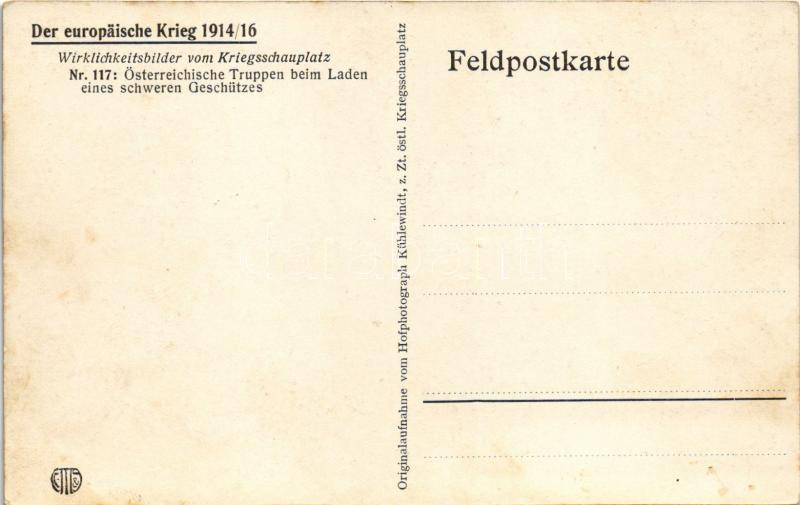 Der europäische Krieg 1914/16
Wirklichkeitsbilder vom Kriegsschauplatz
Nr. 117: Österreichische Truppen beim Laden
eines schweren Geschützes
Originalaufnahme vom Hofphotograph Kühlewindt, z. Zt. östl. Kriegsschauplatz
Feldpostkarte
darabanth